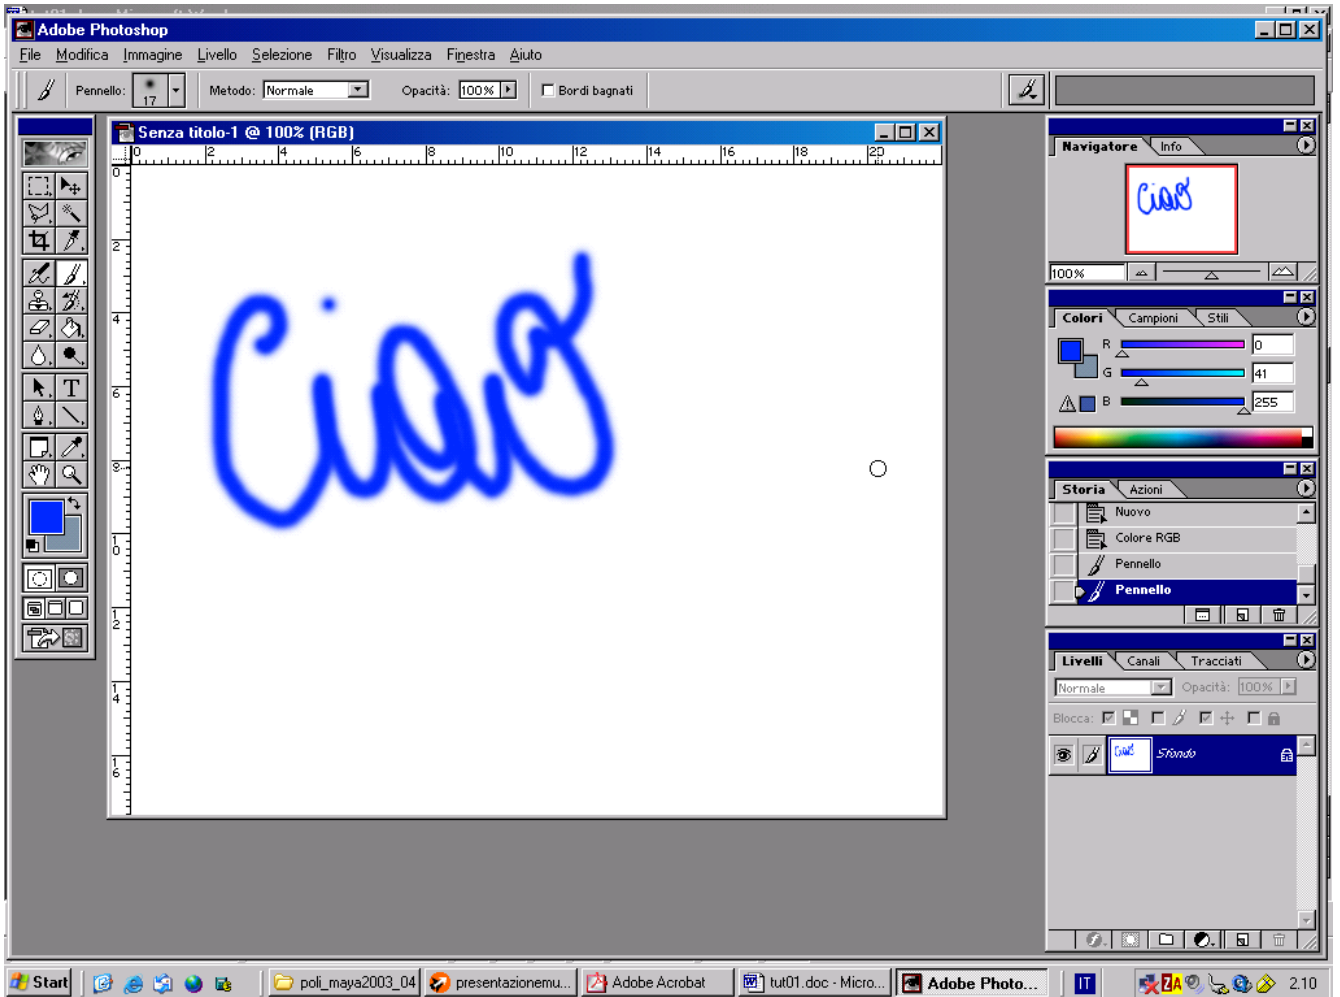 Adobe Photoshop
File Modifica Immagine Livello Selezione Filtro Visualizza Finestra Aiuto
Pennello: 17 Metodo: Normale Opacità: 100% Bordi bagnati
Senza titolo-1 @ 100% (RGB)
0 2 4 6 8 10 12 14 16 18 20
0
2
4
6
8
10
12
14
16
Ciao
Navigatore Info
Ciao
100%
Colori Campioni Stili
R 0
G 41
B 255
Storia Azioni
Nuovo
Colore RGB
Pennello
Pennello
Livelli Canali Tracciati
Normale Opacità: 100%
Blocca:
Ciao Sfondo
Start poli_maya2003_04 presentazionemu... Adobe Acrobat tut01.doc - Micro... Adobe Photo... IT ZA 2.10